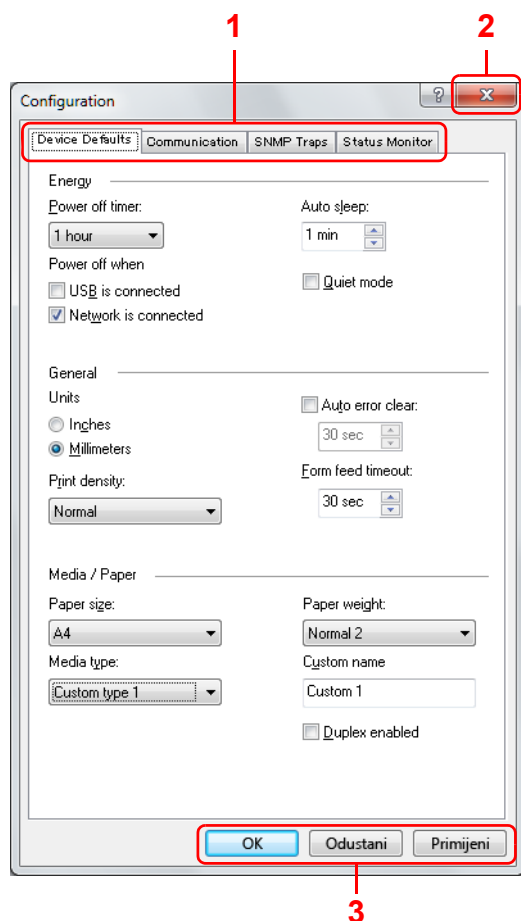 1 2
Configuration ?
Device Defaults Communication SNMP Traps Status Monitor
Energy
Power off timer: Auto sleep:
1 hour 1 min
Power off when
USB is connected Quiet mode
Network is connected
General
Units
Auto error clear:
Inches
30 sec
Millimeters
Form feed timeout:
Print density:
30 sec
Normal
Media / Paper
Paper size: Paper weight:
A4 Normal 2
Media type: Custom name
Custom type 1 Custom 1
Duplex enabled
OK Odustani Primijeni
3